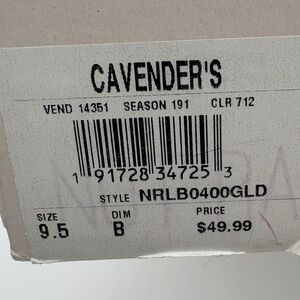 CAVENDER'S
VEND 14351 SEASON 191 CLR 712
1 91728 34725 3
STYLE NRLB0400GLD
SIZE DIM PRICE
9.5 B $49.99